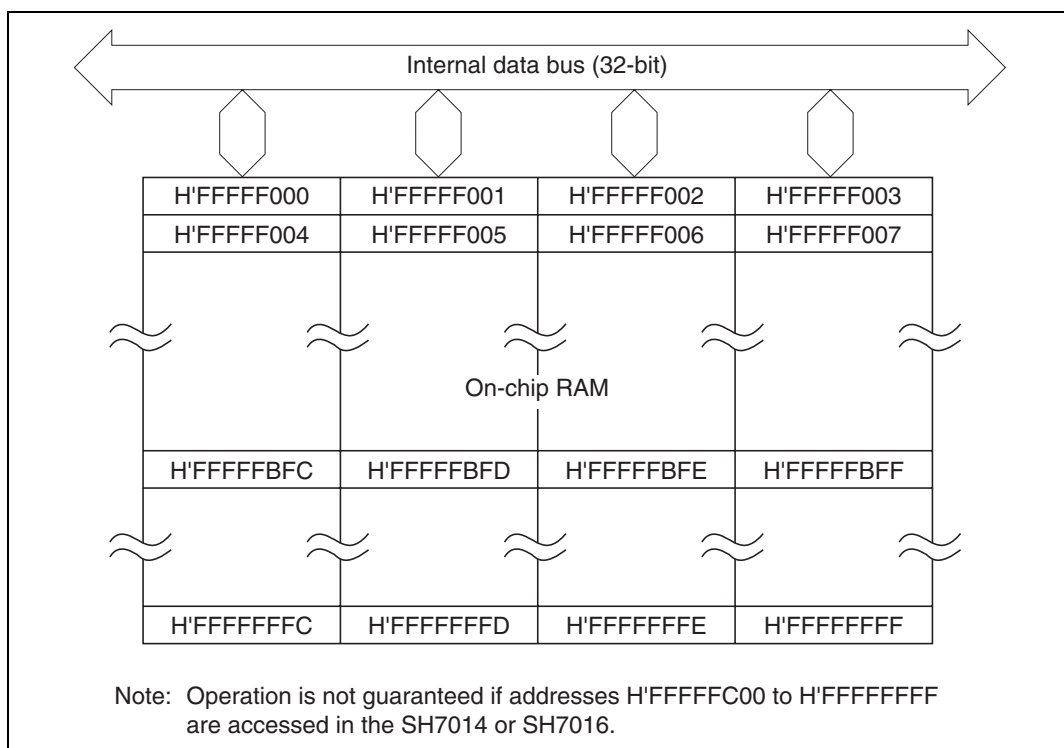 Internal data bus (32-bit)
H'FFFFF000 H'FFFFF001 H'FFFFF002 H'FFFFF003
H'FFFFF004 H'FFFFF005 H'FFFFF006 H'FFFFF007
On-chip RAM
H'FFFFFBFC H'FFFFFBFD H'FFFFFBFE H'FFFFFBFF
H'FFFFFFFC H'FFFFFFFD H'FFFFFFFE H'FFFFFFFF
Note: Operation is not guaranteed if addresses H'FFFFFC00 to H'FFFFFFFF
are accessed in the SH7014 or SH7016.